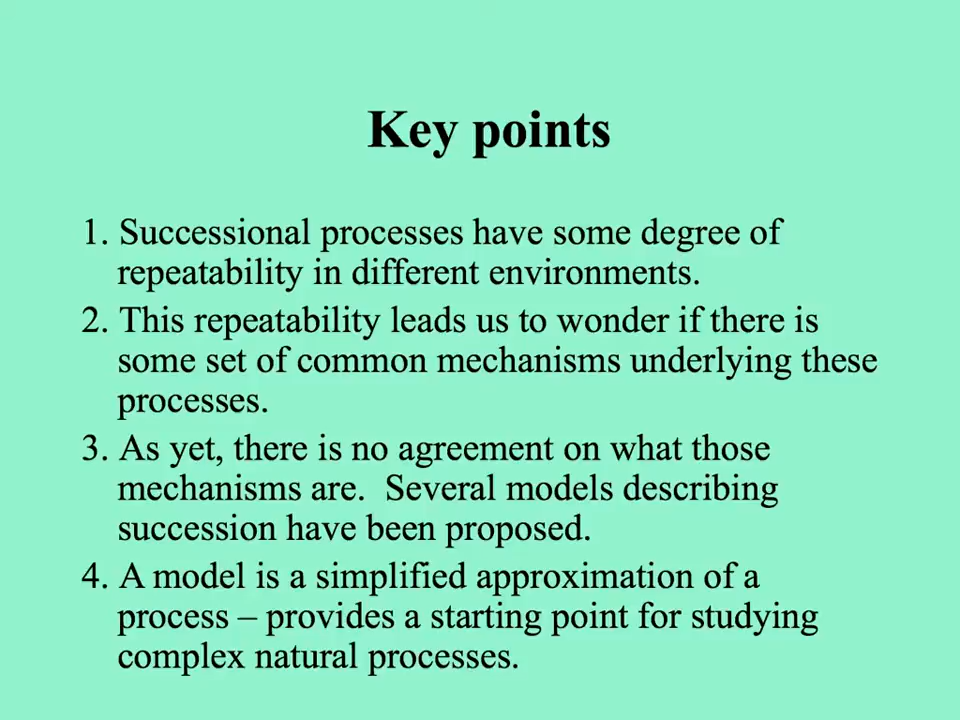 Key points
1. Successional processes have some degree of
repeatability in different environments.
2. This repeatability leads us to wonder if there is
some set of common mechanisms underlying these
processes.
3. As yet, there is no agreement on what those
mechanisms are.  Several models describing
succession have been proposed.
4. A model is a simplified approximation of a
process – provides a starting point for studying
complex natural processes.